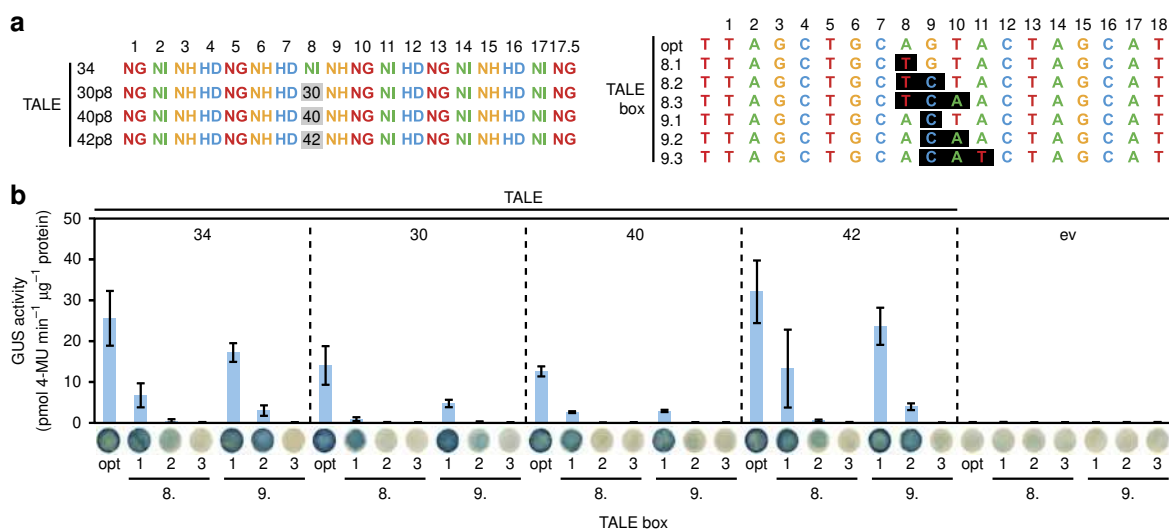 a
1 2 3 4 5 6 7 8 9 10 11 12 13 14 15 16 17 17.5
34 NG NI NH HD NG NH HD NI NH NG NI HD NG NI NH HD NI NG
30p8 NG NI NH HD NG NH HD 30 NH NG NI HD NG NI NH HD NI NG
TALE
40p8 NG NI NH HD NG NH HD 40 NH NG NI HD NG NI NH HD NI NG
42p8 NG NI NH HD NG NH HD 42 NH NG NI HD NG NI NH HD NI NG
1 2 3 4 5 6 7 8 9 10 11 12 13 14 15 16 17 18
opt T T A G C T G C A G T A C T A G C A T
8.1 T T A G C T G C T G T A C T A G C A T
8.2 T T A G C T G C T C T A C T A G C A T
TALE
box
8.3 T T A G C T G C T C A A C T A G C A T
9.1 T T A G C T G C A C T A C T A G C A T
9.2 T T A G C T G C A C A A C T A G C A T
9.3 T T A G C T G C A C A T C T A G C A T
b
TALE
34 30 40 42 ev
GUS activity
(pmol 4-MU min−1 μg−1 protein)
50
40
30
20
10
0
opt 1 2 3 1 2 3 opt 1 2 3 1 2 3 opt 1 2 3 1 2 3 opt 1 2 3 1 2 3 opt 1 2 3 1 2 3
8. 9. 8. 9. 8. 9. 8. 9. 8. 9.
TALE box